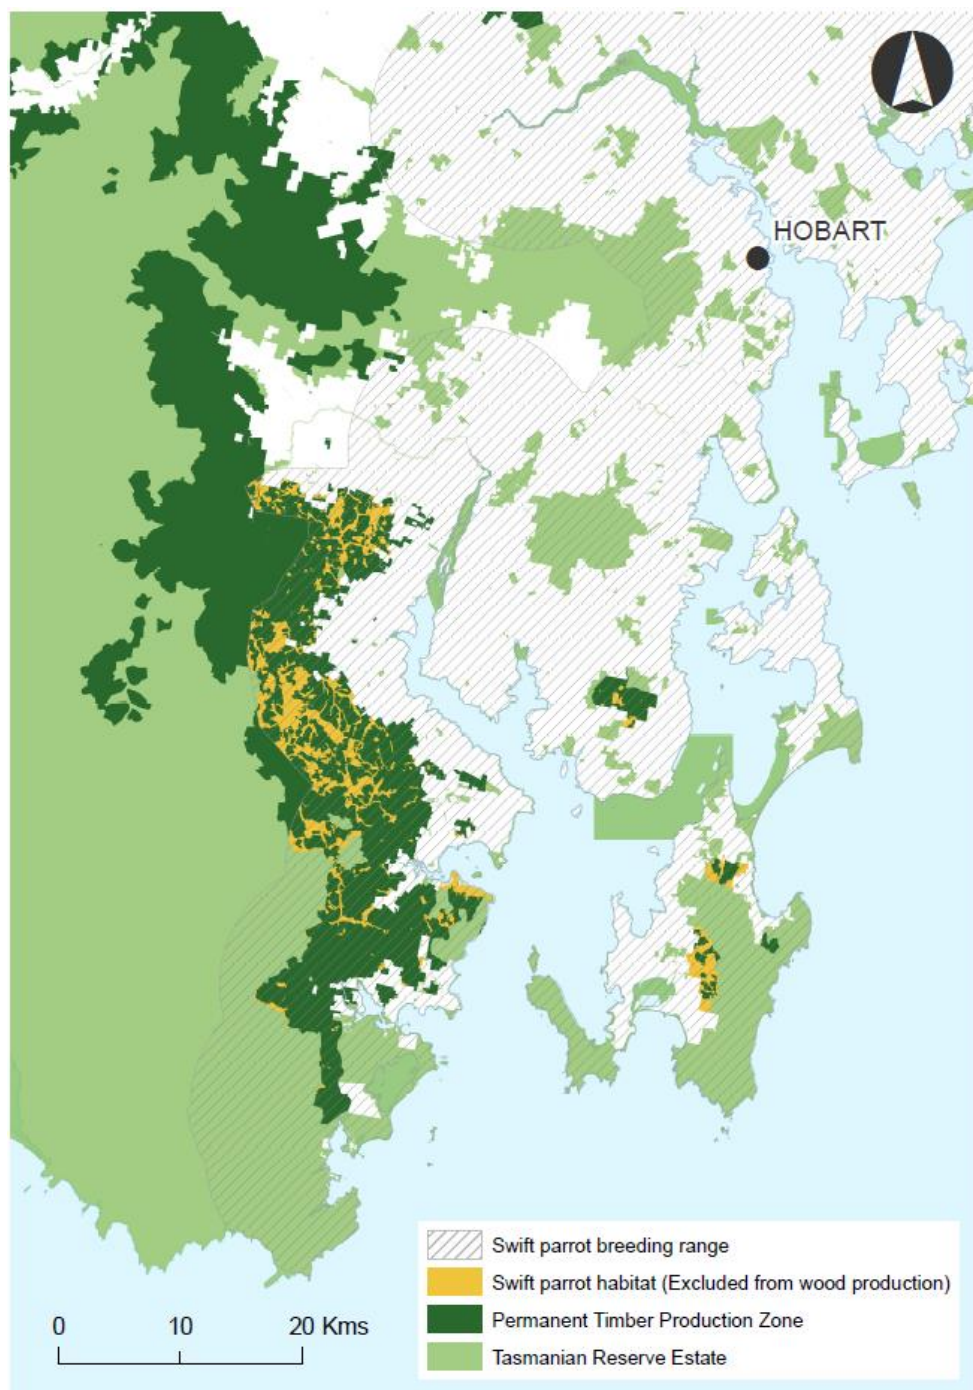 HOBART
Swift parrot breeding range
Swift parrot habitat (Excluded from wood production)
Permanent Timber Production Zone
Tasmanian Reserve Estate
0 10 20 Kms